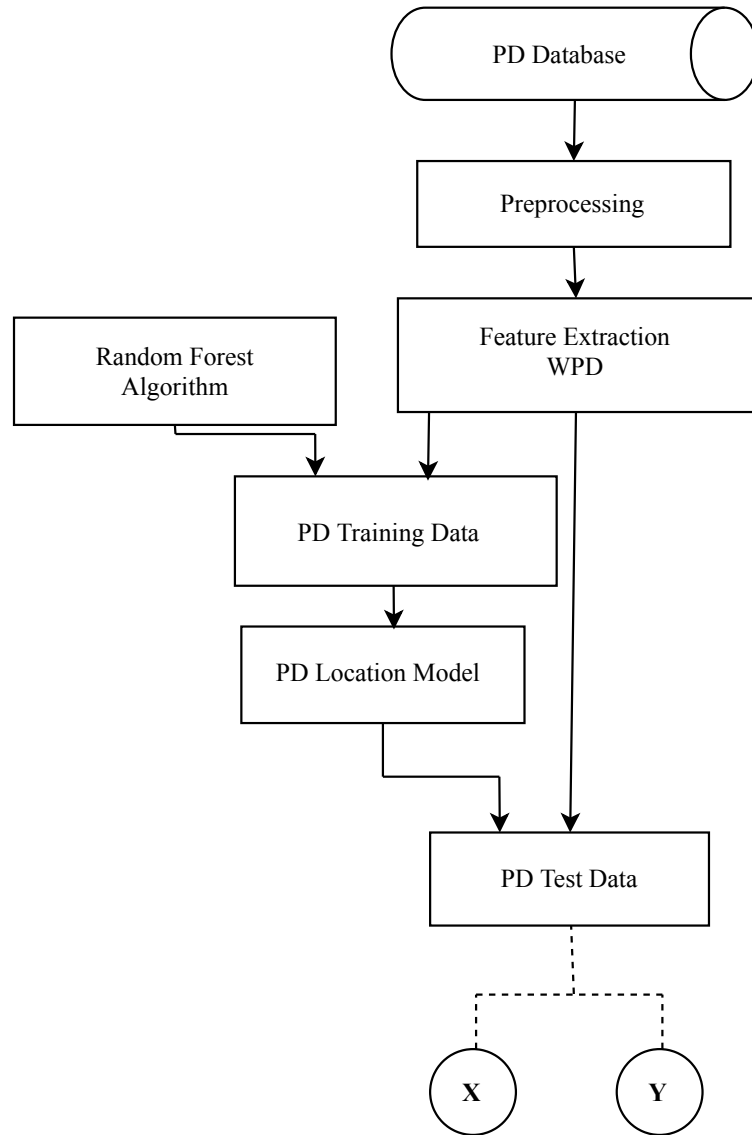 PD Database
Preprocessing
Feature Extraction
WPD
Random Forest
Algorithm
PD Training Data
PD Location Model
PD Test Data
X
Y